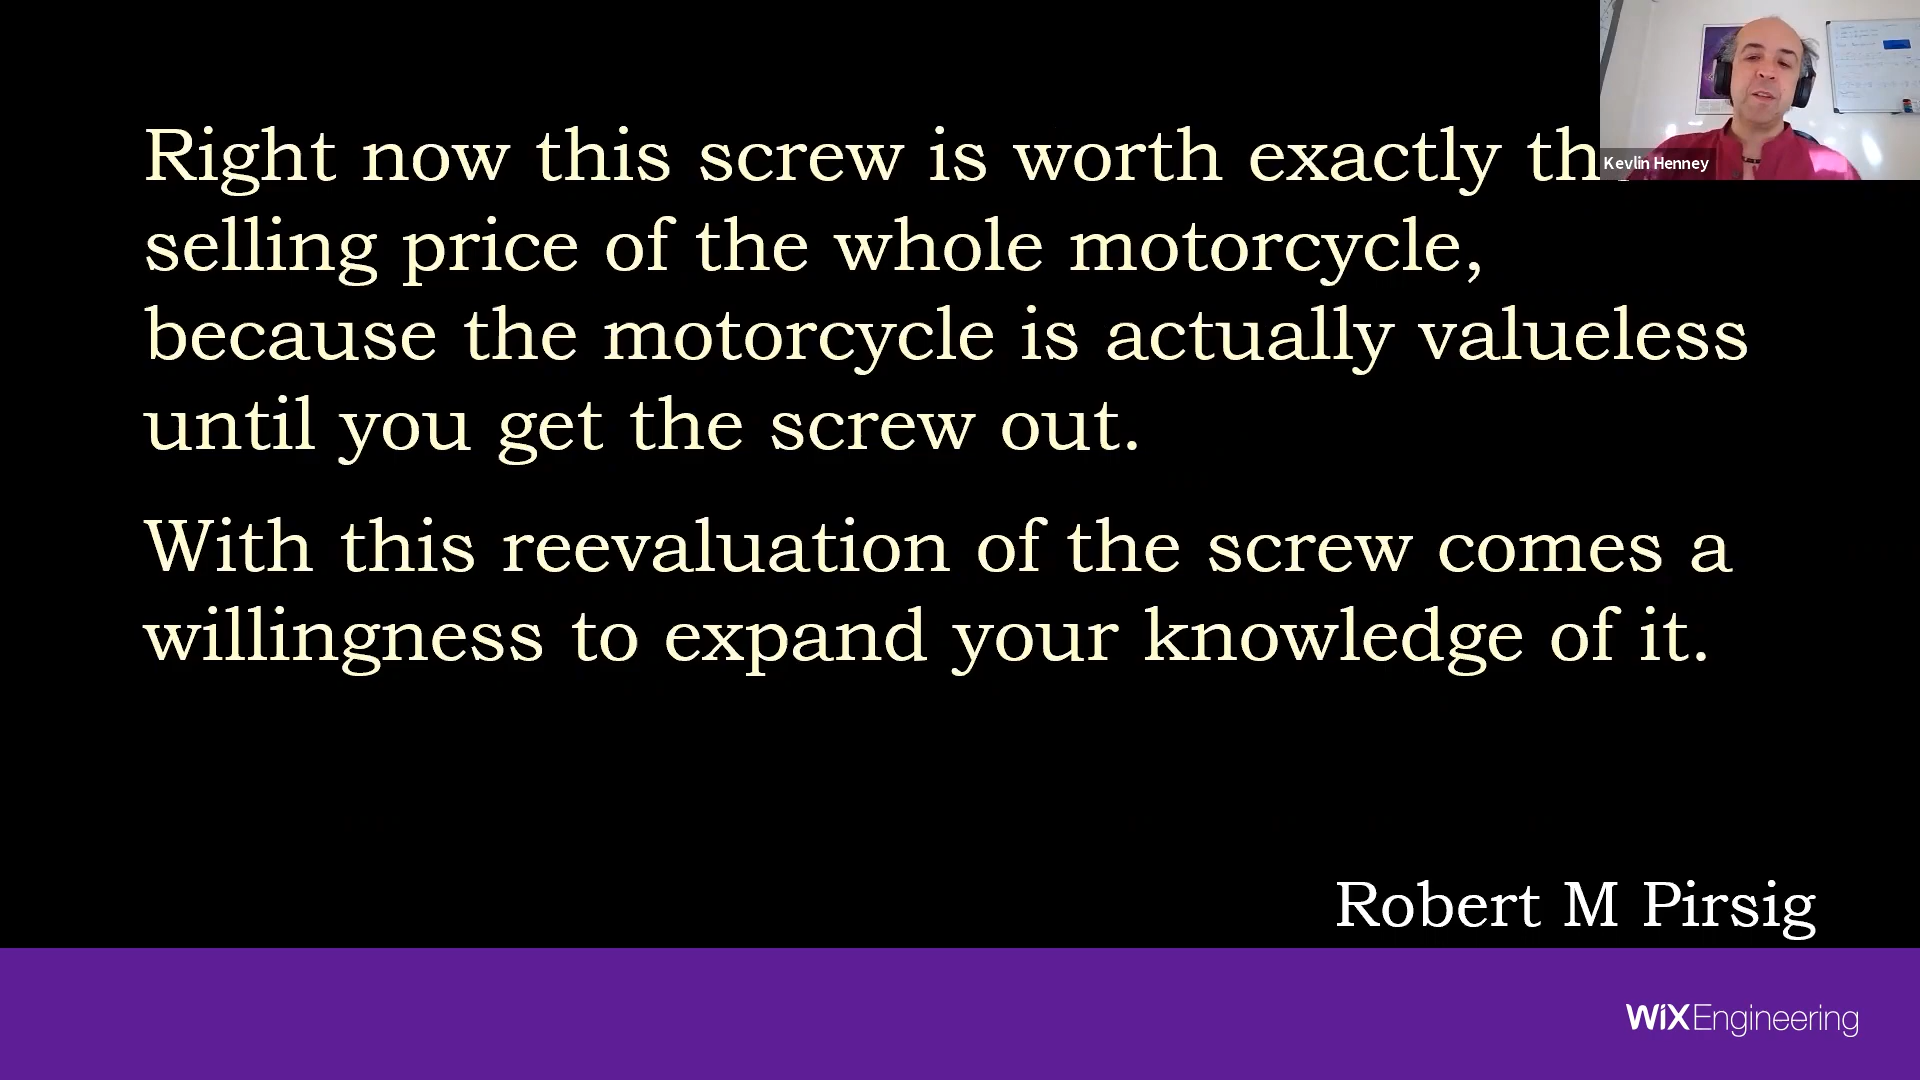 Right now this screw is worth exactly
selling price of the whole motorcycle,
because the motorcycle is actually valueless
until you get the screw out.
With this reevaluation of the screw comes a
willingness to expand your knowledge of it.
Robert M Pirsig
Kevlin Henney
WiX Engineering